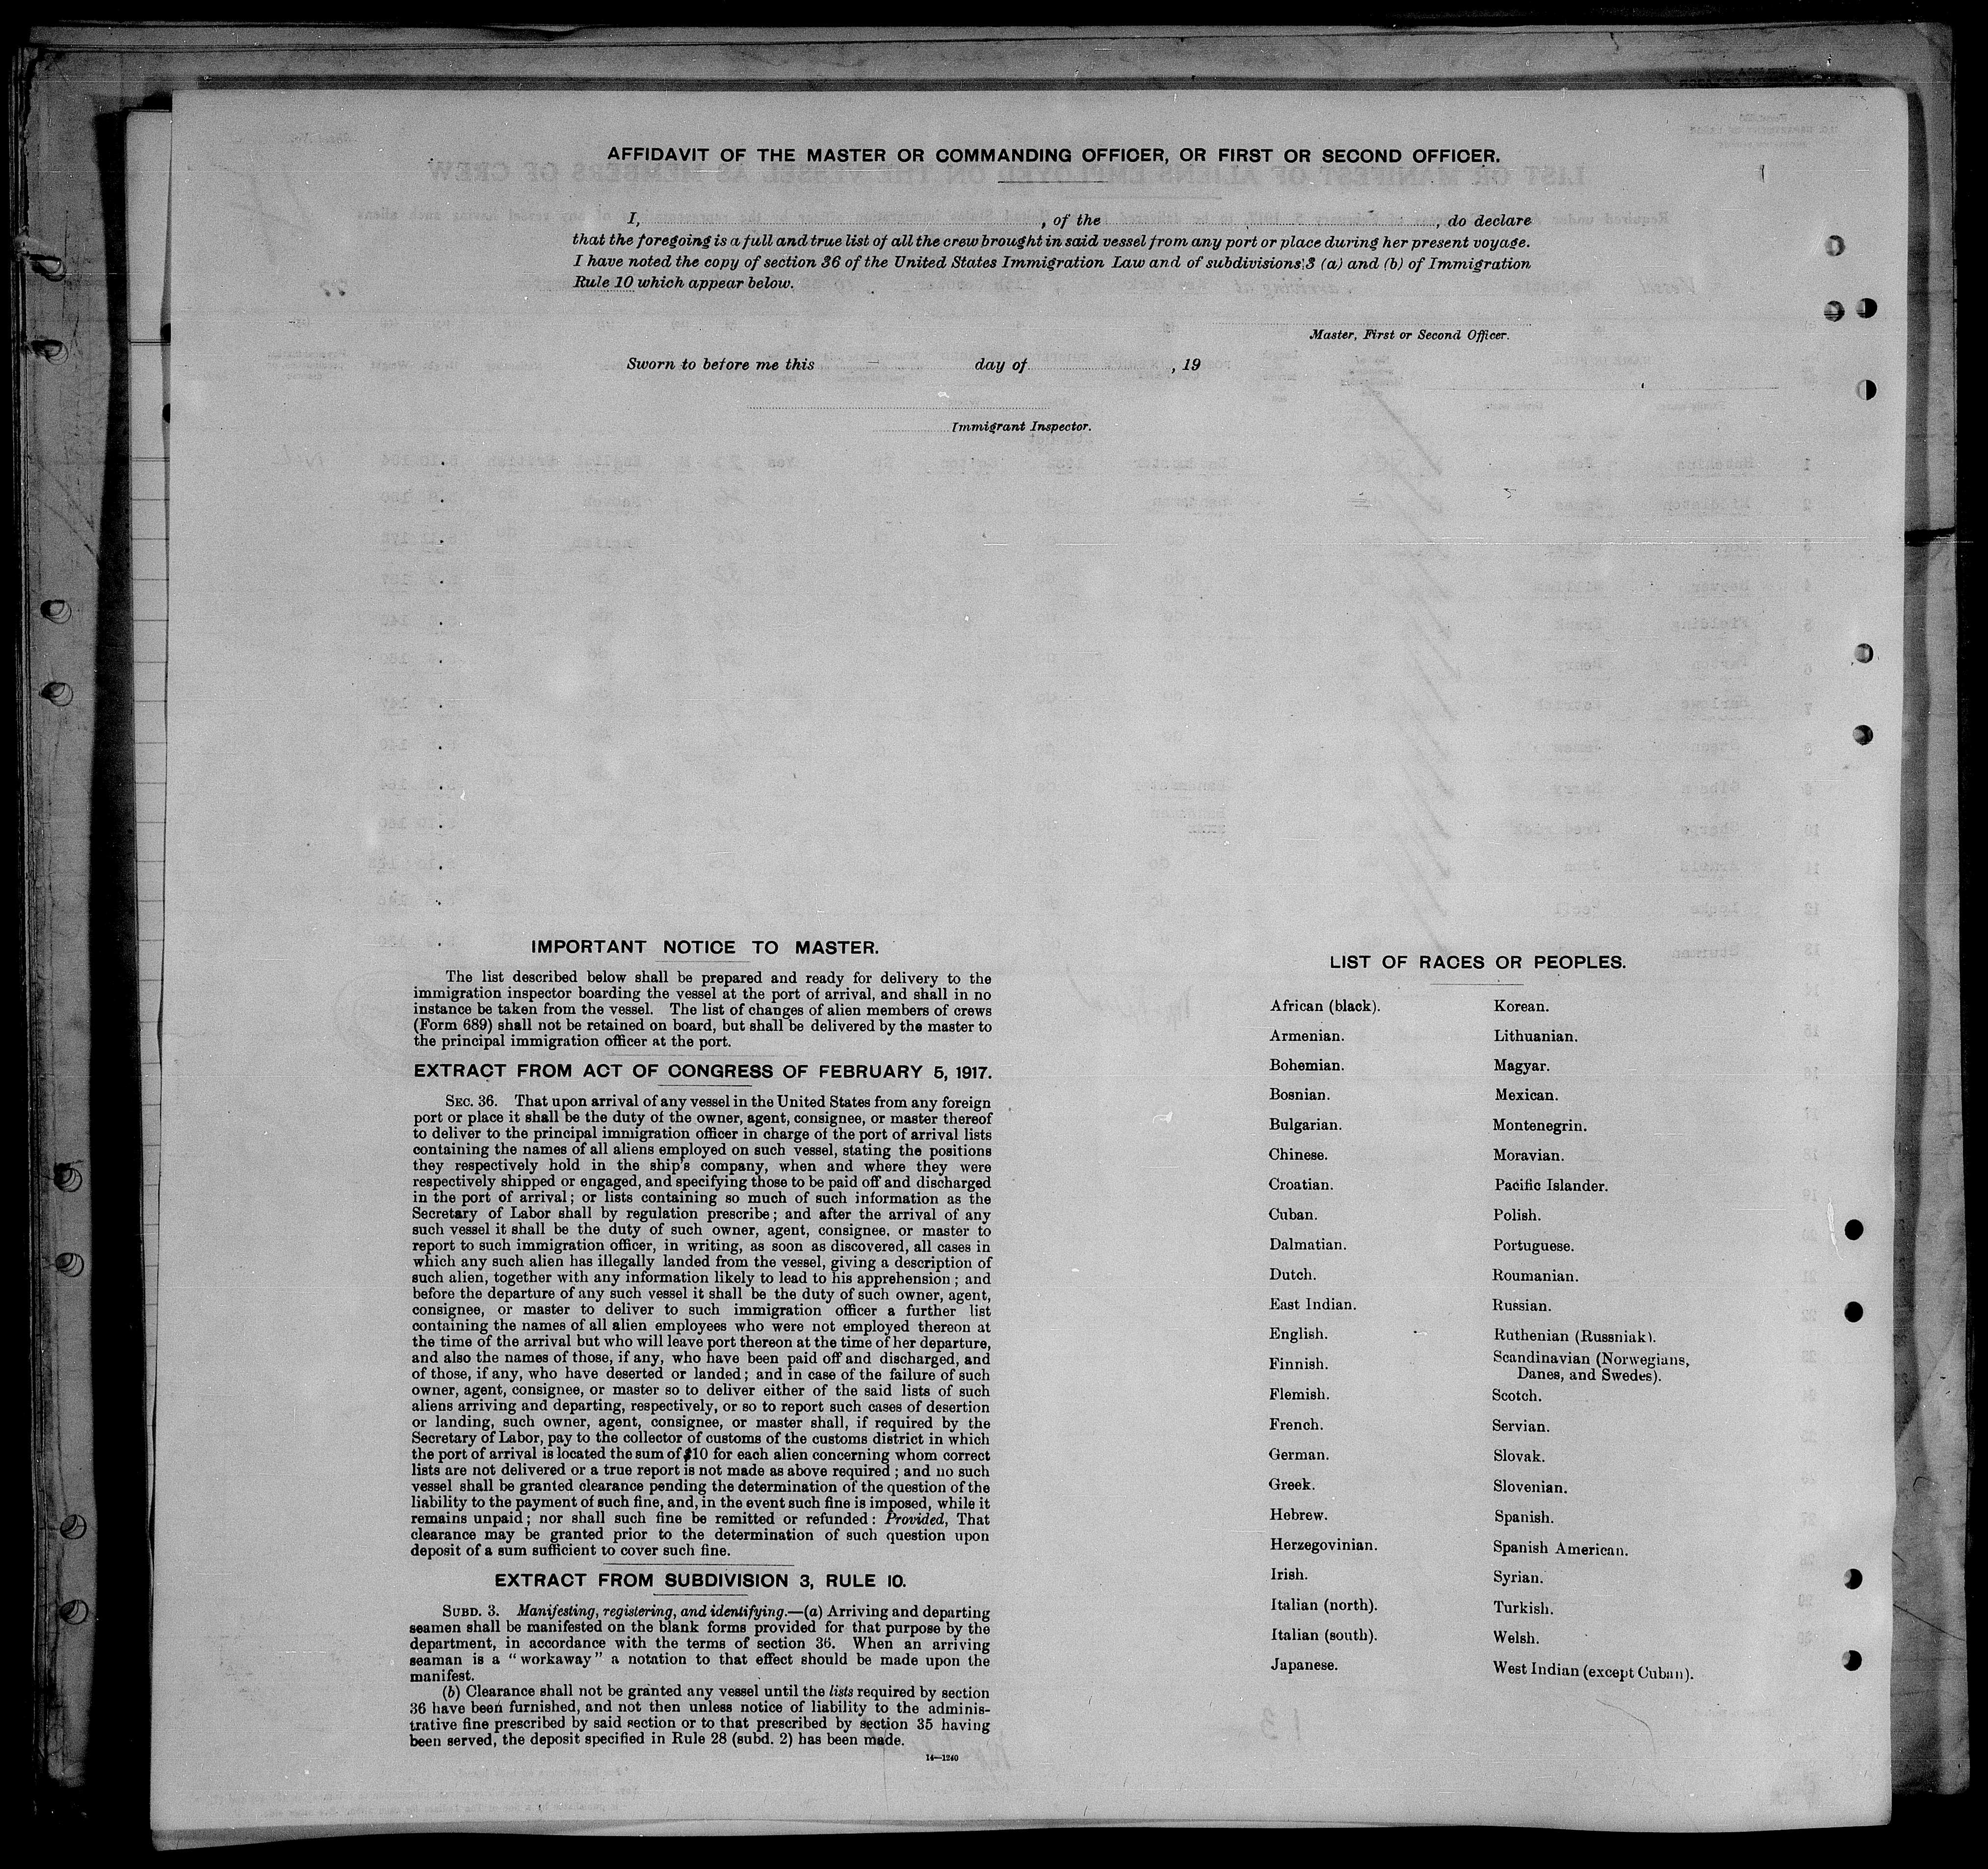 AFFIDAVIT OF THE MASTER OR COMMANDING OFFICER, OR FIRST OR SECOND OFFICER.
I, , of the , do declare
that the foregoing is a full and true list of all the crew brought in said vessel from any port or place during her present voyage.
I have noted the copy of section 36 of the United States Immigration Law and of subdivisions 3 (a) and (b) of Immigration
Rule 10 which appear below.
Master, First or Second Officer.
Sworn to before me this day of , 19
Immigrant Inspector.
IMPORTANT NOTICE TO MASTER.
The list described below shall be prepared and ready for delivery to the
immigration inspector boarding the vessel at the port of arrival, and shall in no
instance be taken from the vessel. The list of changes of alien members of crews
(Form 689) shall not be retained on board, but shall be delivered by the master to
the principal immigration officer at the port.
EXTRACT FROM ACT OF CONGRESS OF FEBRUARY 5, 1917.
SEC. 36. That upon arrival of any vessel in the United States from any foreign
port or place it shall be the duty of the owner, agent, consignee, or master thereof
to deliver to the principal immigration officer in charge of the port of arrival lists
containing the names of all aliens employed on such vessel, stating the positions
they respectively hold in the ship's company, when and where they were
respectively shipped or engaged, and specifying those to be paid off and discharged
in the port of arrival; or lists containing so much of such information as the
Secretary of Labor shall by regulation prescribe; and after the arrival of any
such vessel it shall be the duty of such owner, agent, consignee, or master to
report to such immigration officer, in writing, as soon as discovered, all cases in
which any such alien has illegally landed from the vessel, giving a description of
such alien, together with any information likely to lead to his apprehension; and
before the departure of any such vessel it shall be the duty of such owner, agent,
consignee, or master to deliver to such immigration officer a further list
containing the names of all alien employees who were not employed thereon at
the time of the arrival but who will leave port thereon at the time of her departure,
and also the names of those, if any, who have been paid off and discharged, and
of those, if any, who have deserted or landed; and in case of the failure of such
owner, agent, consignee, or master so to deliver either of the said lists of such
aliens arriving and departing, respectively, or so to report such cases of desertion
or landing, such owner, agent, consignee, or master shall, if required by the
Secretary of Labor, pay to the collector of customs of the customs district in which
the port of arrival is located the sum of $10 for each alien concerning whom correct
lists are not delivered or a true report is not made as above required; and no such
vessel shall be granted clearance pending the determination of the question of the
liability to the payment of such fine, and, in the event such fine is imposed, while it
remains unpaid; nor shall such fine be remitted or refunded: Provided, That
clearance may be granted prior to the determination of such question upon
deposit of a sum sufficient to cover such fine.
EXTRACT FROM SUBDIVISION 3, RULE 10.
SUBD. 3. Manifesting, registering, and identifying.—(a) Arriving and departing
seamen shall be manifested on the blank forms provided for that purpose by the
department, in accordance with the terms of section 36. When an arriving
seaman is a "workaway" a notation to that effect should be made upon the
manifest.
(b) Clearance shall not be granted any vessel until the lists required by section
36 have been furnished, and not then unless notice of liability to the adminis-
trative fine prescribed by said section or to that prescribed by section 35 having
been served, the deposit specified in Rule 28 (subd. 2) has been made.
14—1240
LIST OF RACES OR PEOPLES.
African (black).
Armenian.
Bohemian.
Bosnian.
Bulgarian.
Chinese.
Croatian.
Cuban.
Dalmatian.
Dutch.
East Indian.
English.
Finnish.
Flemish.
French.
German.
Greek.
Hebrew.
Herzegovinian.
Irish.
Italian (north).
Italian (south).
Japanese.
Korean.
Lithuanian.
Magyar.
Mexican.
Montenegrin.
Moravian.
Pacific Islander.
Polish.
Portuguese.
Roumanian.
Russian.
Ruthenian (Russniak).
Scandinavian (Norwegians,
Danes, and Swedes).
Scotch.
Servian.
Slovak.
Slovenian.
Spanish.
Spanish American.
Syrian.
Turkish.
Welsh.
West Indian (except Cuban).